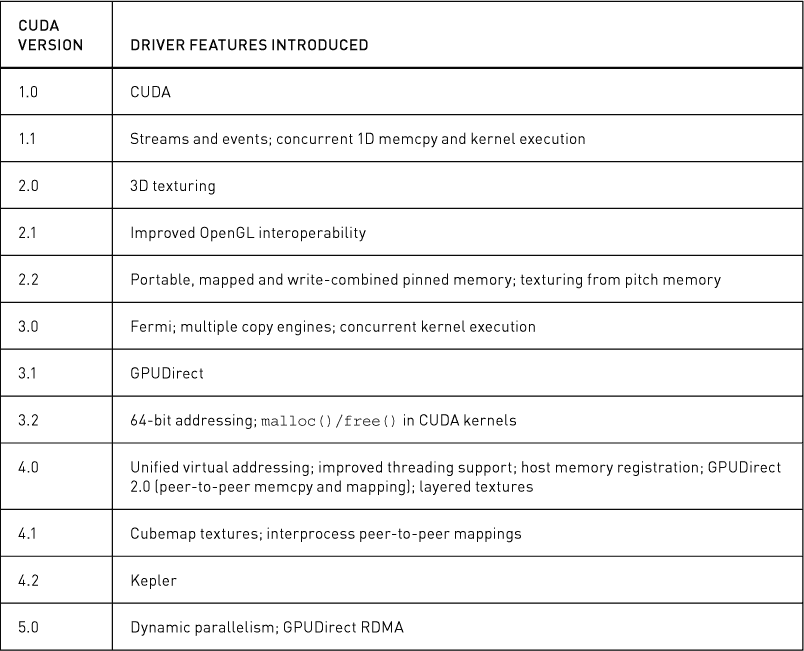 CUDA
VERSION
DRIVER FEATURES INTRODUCED
1.0
CUDA
1.1
Streams and events; concurrent 1D memcpy and kernel execution
2.0
3D texturing
2.1
Improved OpenGL interoperability
2.2
Portable, mapped and write-combined pinned memory; texturing from pitch memory
3.0
Fermi; multiple copy engines; concurrent kernel execution
3.1
GPUDirect
3.2
64-bit addressing; malloc()/free() in CUDA kernels
4.0
Unified virtual addressing; improved threading support; host memory registration; GPUDirect
2.0 (peer-to-peer memcpy and mapping); layered textures
4.1
Cubemap textures; interprocess peer-to-peer mappings
4.2
Kepler
5.0
Dynamic parallelism; GPUDirect RDMA